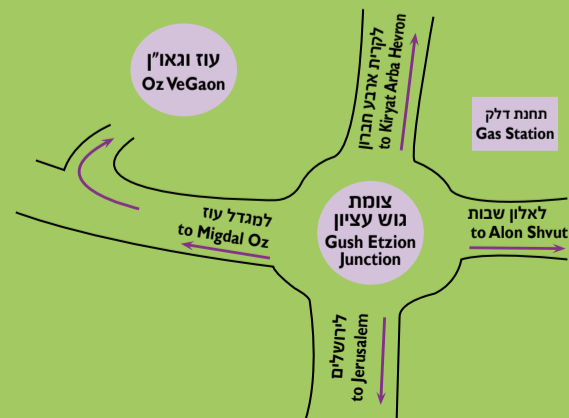 עוז וגאו"ן
Oz VeGaon
לקרית ארבע חברון
to Kiryat Arba Hevron
תחנת דלק
Gas Station
למגדל עוז
to Migdal Oz
צומת
גוש עציון
Gush Etzion
Junction
לאלון שבות
to Alon Shvut
לירושלים
to Jerusalem